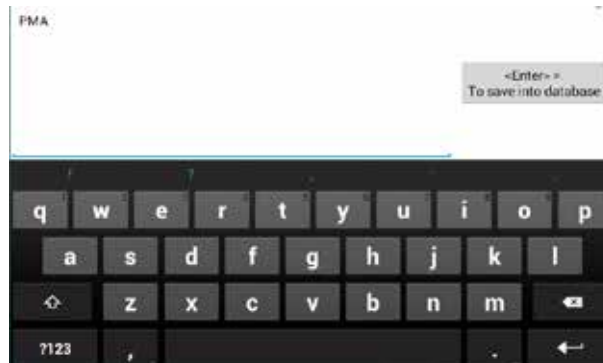 PMA
<Enter> =
To save into database
q w e r t y u i o p
a s d f g h j k l
z x c v b n m
?123 , .